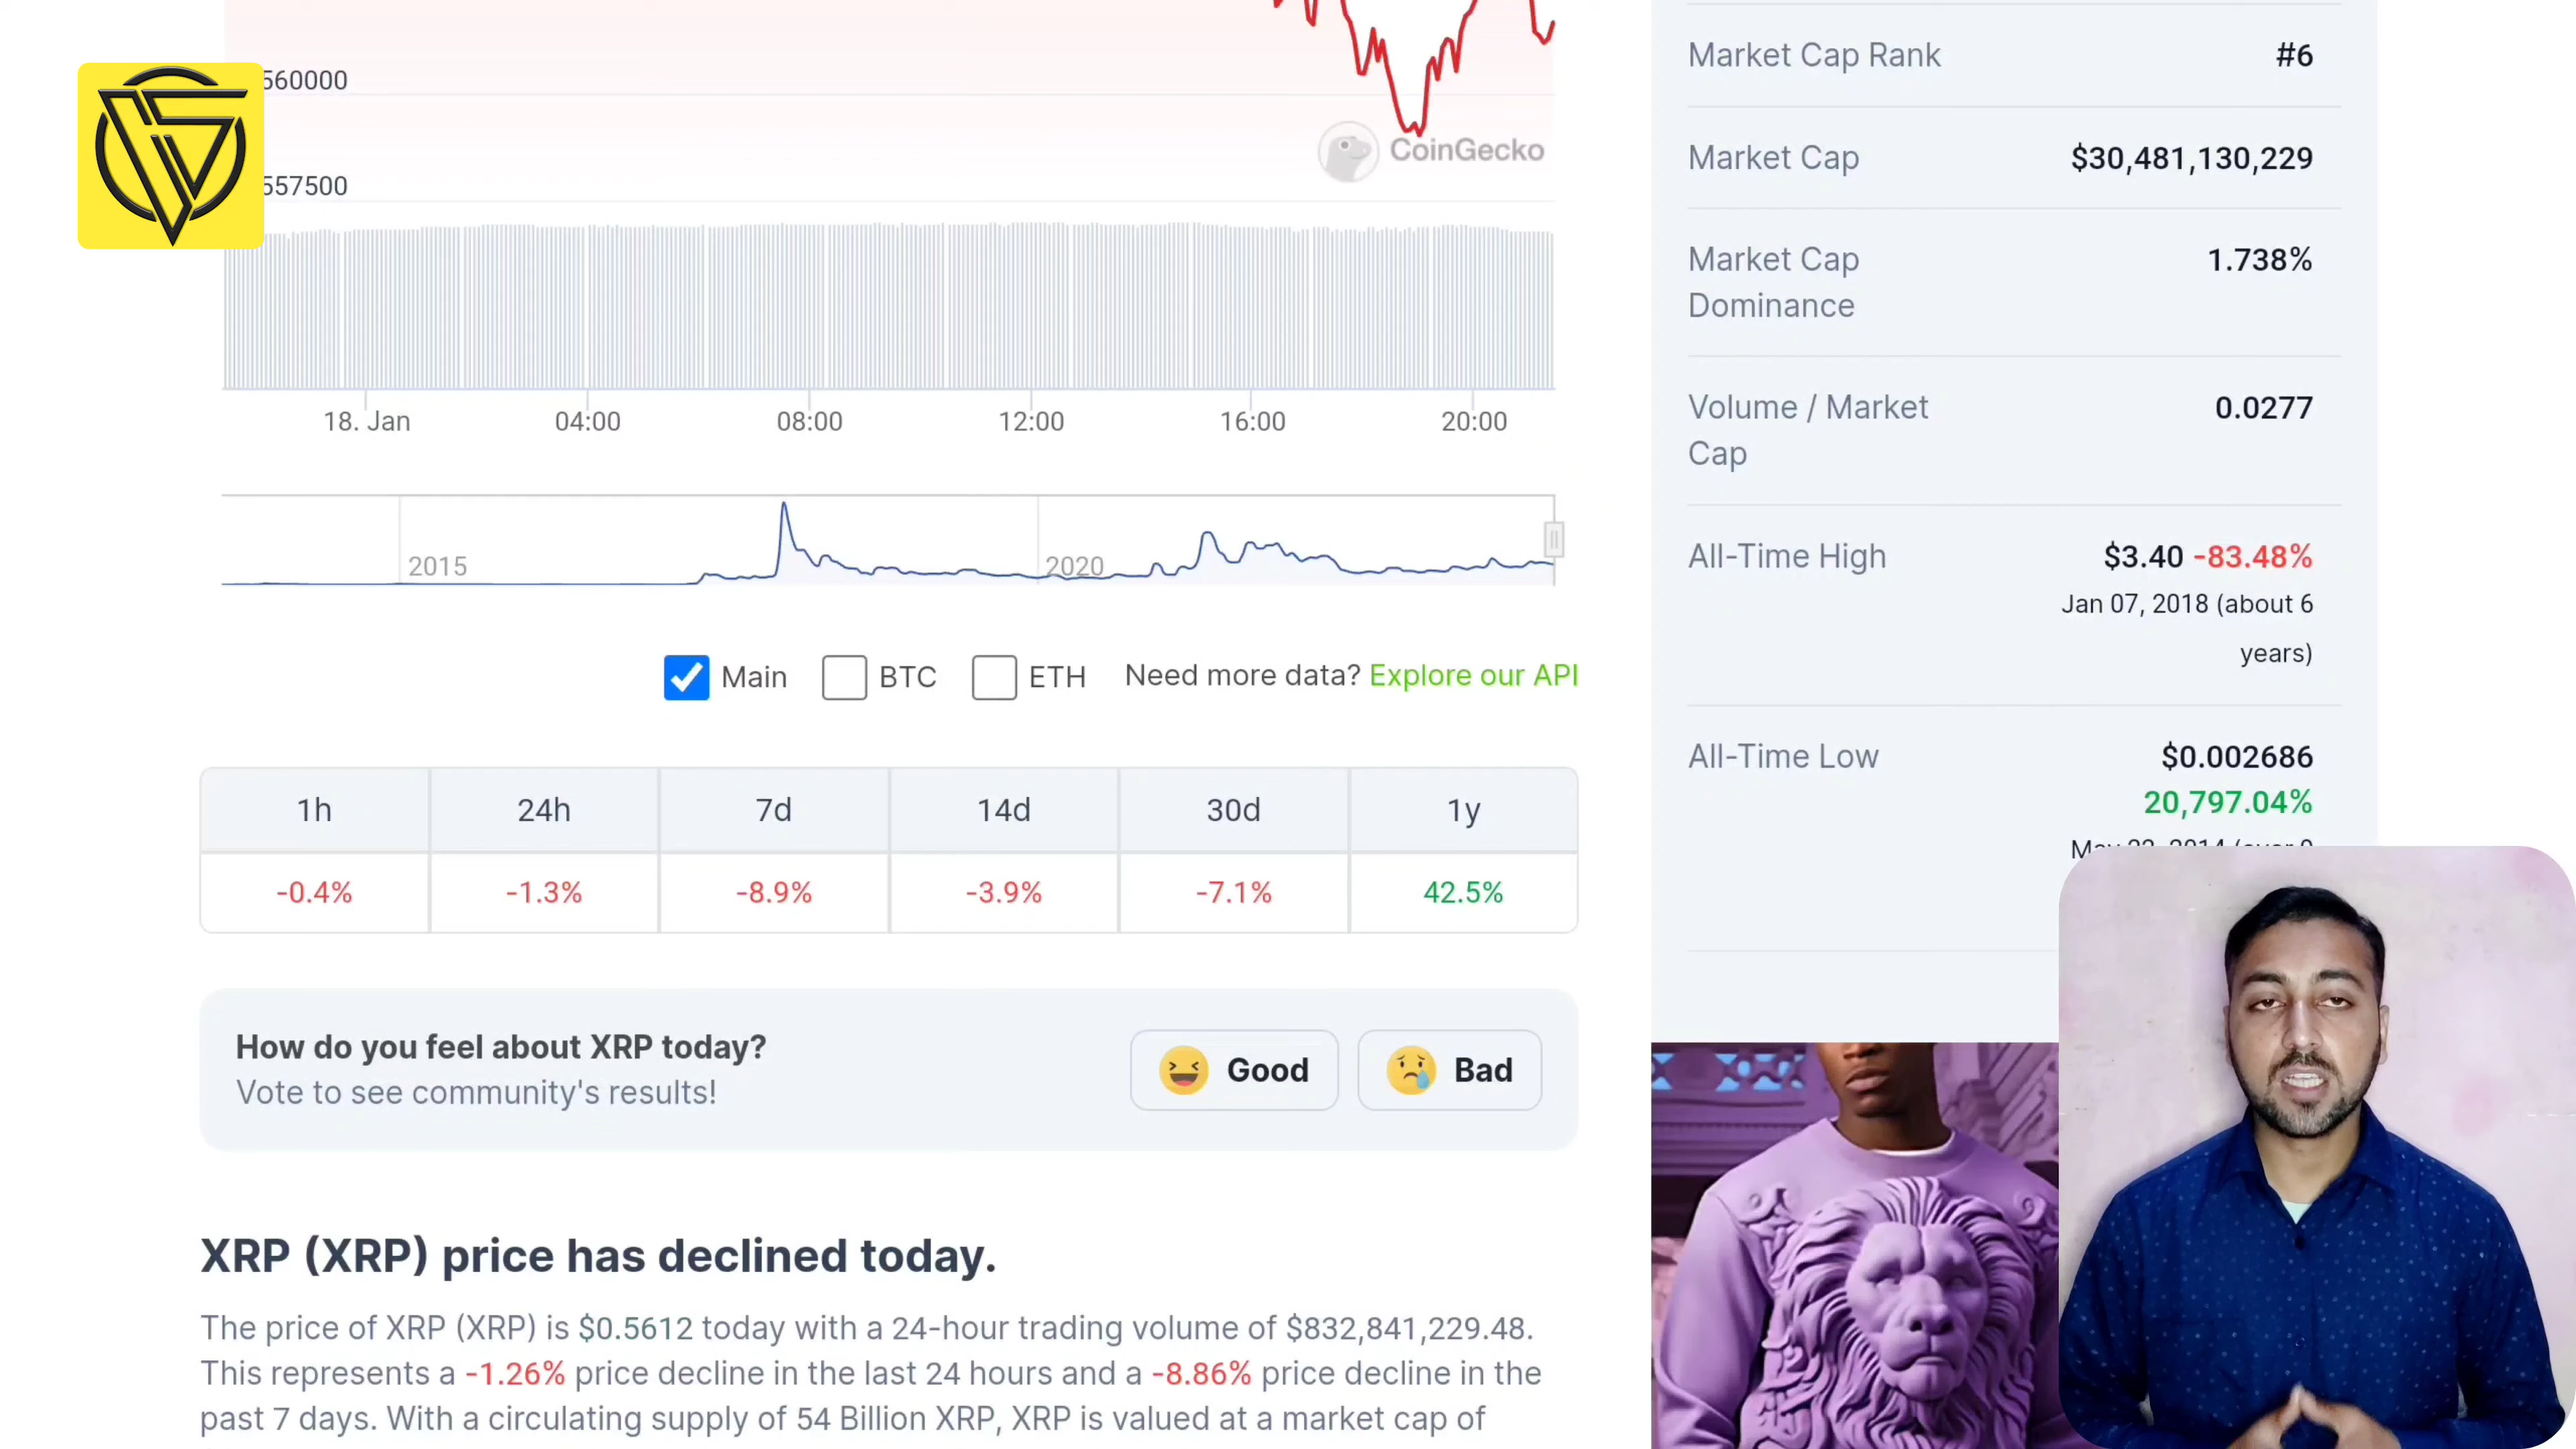 560000
557500
CoinGecko
18. Jan 04:00 08:00 12:00 16:00 20:00
2015 2020
Main BTC ETH Need more data? Explore our API
1h 24h 7d 14d 30d 1y
-0.4% -1.3% -8.9% -3.9% -7.1% 42.5%
How do you feel about XRP today?
Vote to see community's results!
Good Bad
XRP (XRP) price has declined today.
The price of XRP (XRP) is $0.5612 today with a 24-hour trading volume of $832,841,229.48.
This represents a -1.26% price decline in the last 24 hours and a -8.86% price decline in the
past 7 days. With a circulating supply of 54 Billion XRP, XRP is valued at a market cap of
Market Cap Rank #6
Market Cap $30,481,130,229
Market Cap 1.738%
Dominance
Volume / Market 0.0277
Cap
All-Time High $3.40 -83.48%
Jan 07, 2018 (about 6
years)
All-Time Low $0.002686
20,797.04%